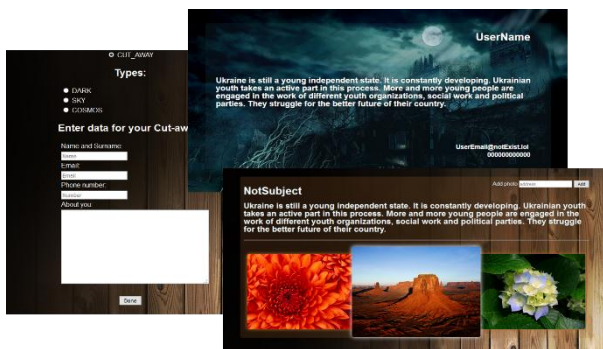 CUT_AWAY
Types:
DARK
SKY
COSMOS
Enter data for your Cut-aw
Name and Surname:
Name
Email:
Email
Phone number:
Number
About you:
Done
UserName
Ukraine is still a young independent state. It is constantly developing. Ukrainian
youth takes an active part in this process. More and more young people are
engaged in the work of different youth organizations, social work and political
parties. They struggle for the better future of their country.
UserEmail@notExist.lol
000000000000
Add photo:
address
Add
NotSubject
Ukraine is still a young independent state. It is constantly developing. Ukrainian youth
takes an active part in this process. More and more young people are engaged in the
work of different youth organizations, social work and political parties. They struggle
for the better future of their country.